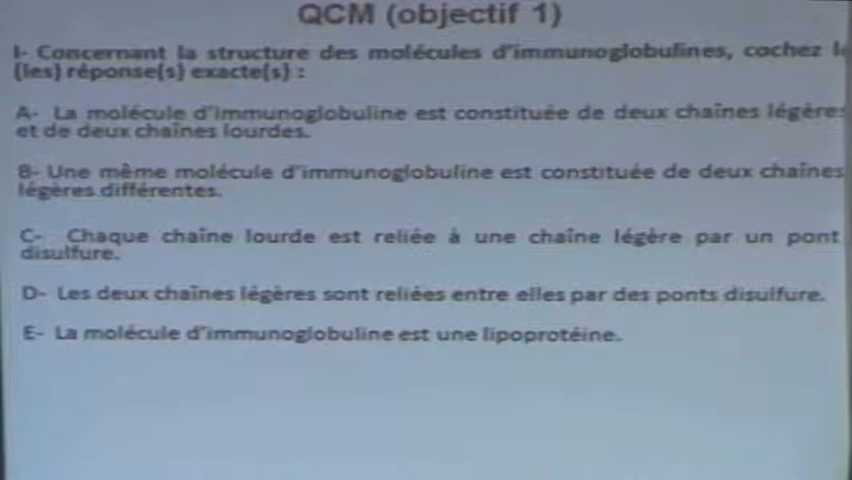 QCM (objectif 1)
I- Concernant la structure des molécules d'immunoglobulines, cochez
(les) réponse(s) exacte(s) :
A- La molécule d'immunoglobuline est constituée de deux chaînes légères
et de deux chaînes lourdes.
B- Une même molécule d'immunoglobuline est constituée de deux chaînes
légères différentes.
C- Chaque chaîne lourde est reliée à une chaîne légère par un pont
disulfure.
D- Les deux chaînes légères sont reliées entre elles par des ponts disulfure.
E- La molécule d'immunoglobuline est une lipoprotéine.